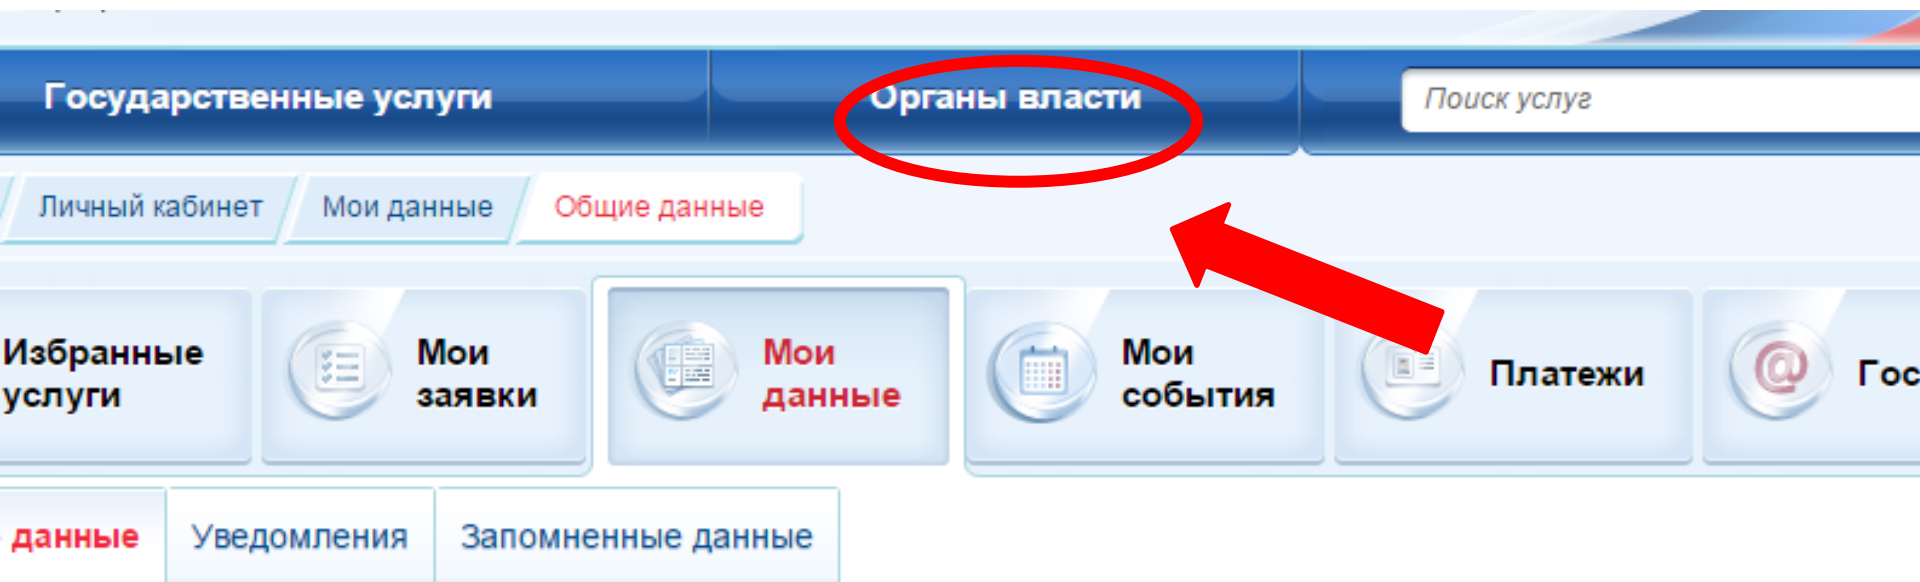 Государственные услуги
Органы власти
Поиск услуг
Личный кабинет
Мои данные
Общие данные
Избранные
услуги
Мои
заявки
Мои
данные
Мои
события
Платежи
Гос
данные
Уведомления
Запомненные данные